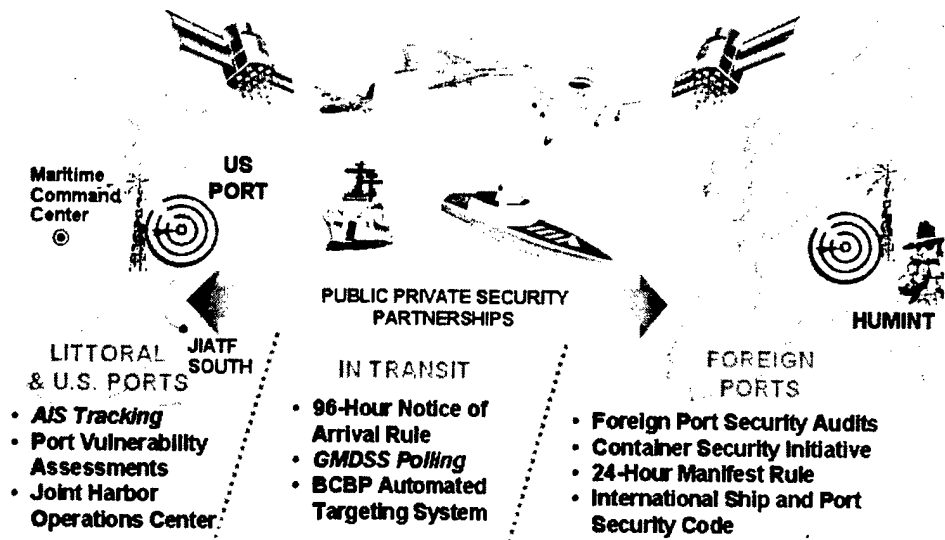 Maritime
Command
Center
US
PORT
HUMINT
PUBLIC PRIVATE SECURITY
PARTNERSHIPS
JIATF
SOUTH
LITTORAL
& U.S. PORTS
• AIS Tracking
• Port Vulnerability
Assessments
• Joint Harbor
Operations Center
IN TRANSIT
• 96-Hour Notice of
Arrival Rule
• GMDSS Polling
• BCBP Automated
Targeting System
FOREIGN
PORTS
• Foreign Port Security Audits
• Container Security Initiative
• 24-Hour Manifest Rule
• International Ship and Port
Security Code